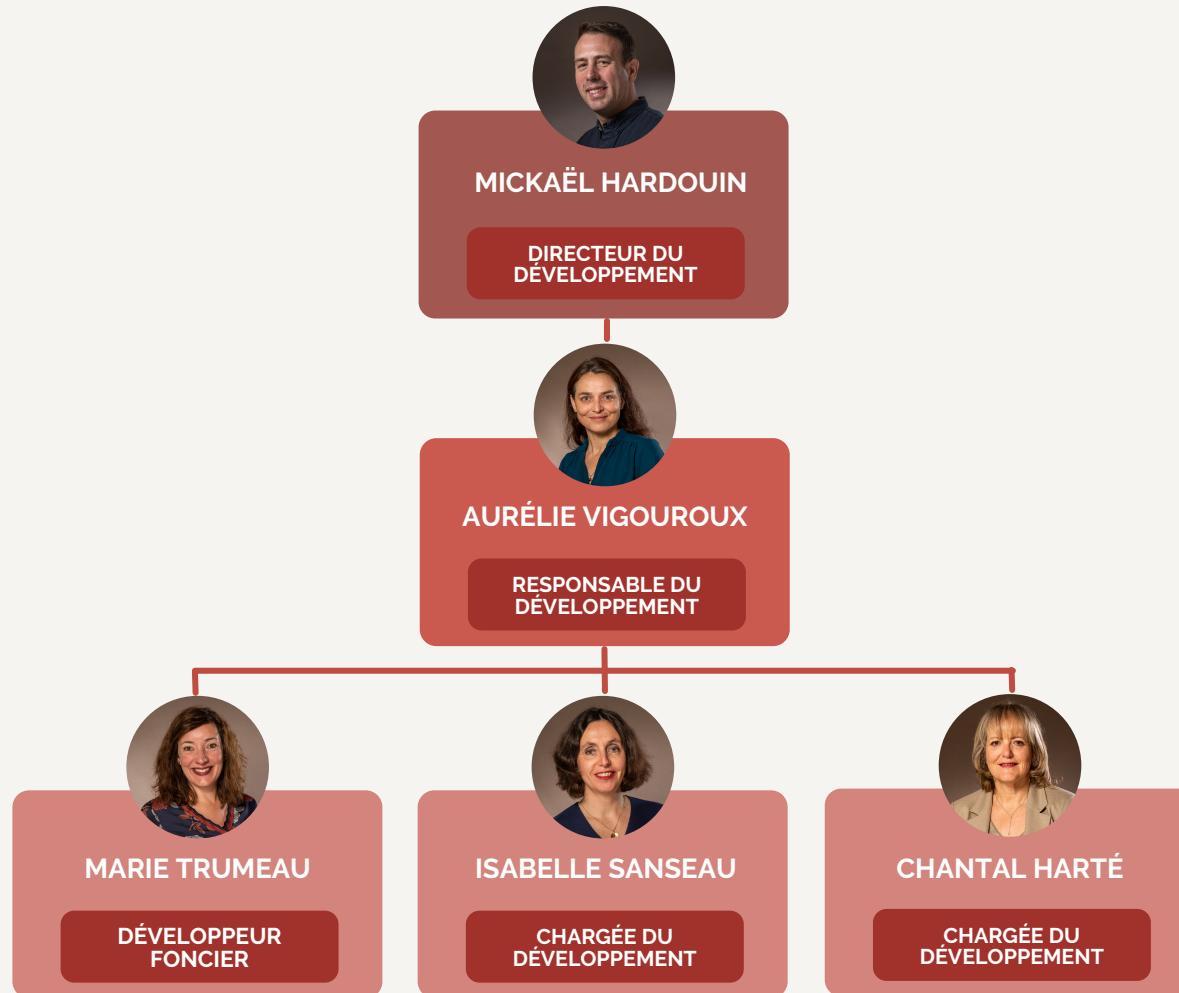 MICKAËL HARDOUIN
DIRECTEUR DU
DÉVELOPPEMENT
AURÉLIE VIGOUROUX
RESPONSABLE DU
DÉVELOPPEMENT
MARIE TRUMEAU
DÉVELOPPEUR
FONCIER
ISABELLE SANSEAU
CHARGÉE DU
DÉVELOPPEMENT
CHANTAL HARTÉ
CHARGÉE DU
DÉVELOPPEMENT